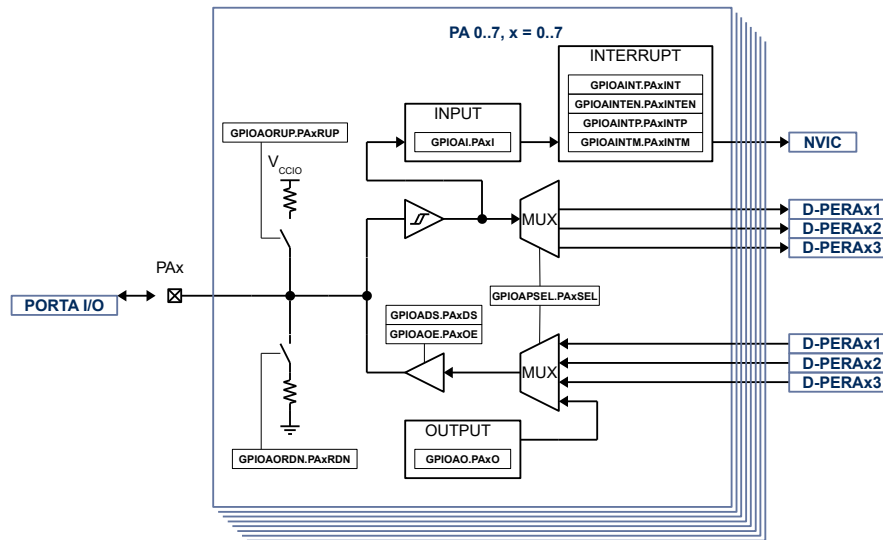 PA 0..7, x = 0..7
INTERRUPT
GPIOAINT.PAxINT
GPIOAINTEN.PAxINTEN
GPIOAINTP.PAxINTP
GPIOAINTM.PAxINTM
INPUT
GPIOAI.PAxI
NVIC
GPIOAORUP.PAxRUP
VCCIO
MUX
D-PERAx1
D-PERAx2
D-PERAx3
PAx
PORTA I/O
GPIOAPSEL.PAxSEL
GPIOADS.PAxDS
GPIOAOE.PAxOE
MUX
D-PERAx1
D-PERAx2
D-PERAx3
OUTPUT
GPIOAO.PAxO
GPIOAORDN.PAxRDN